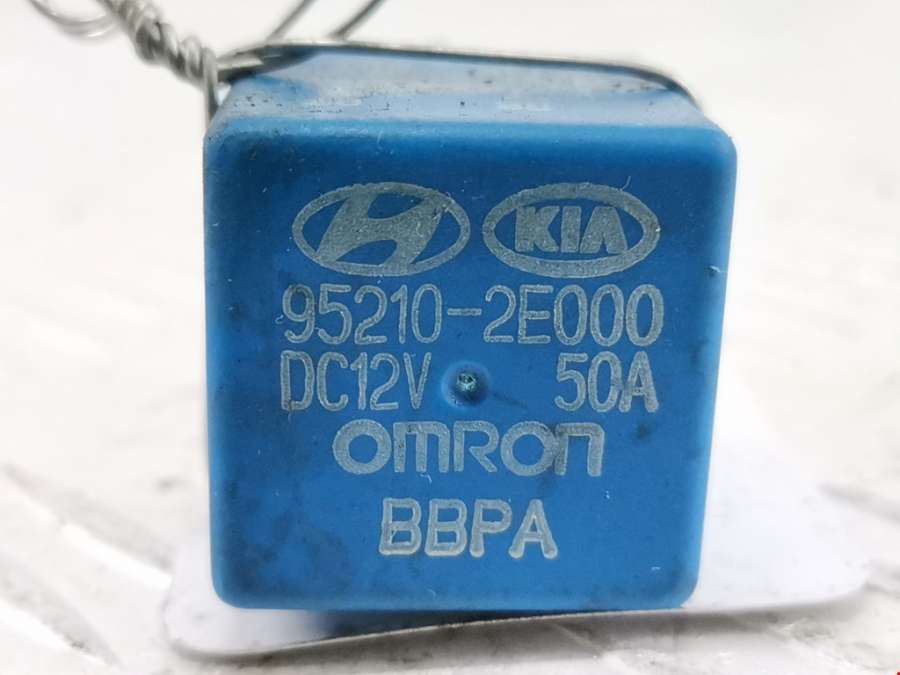 KIA
95210-2E000
DC12V 50A
OMRON
BBPA